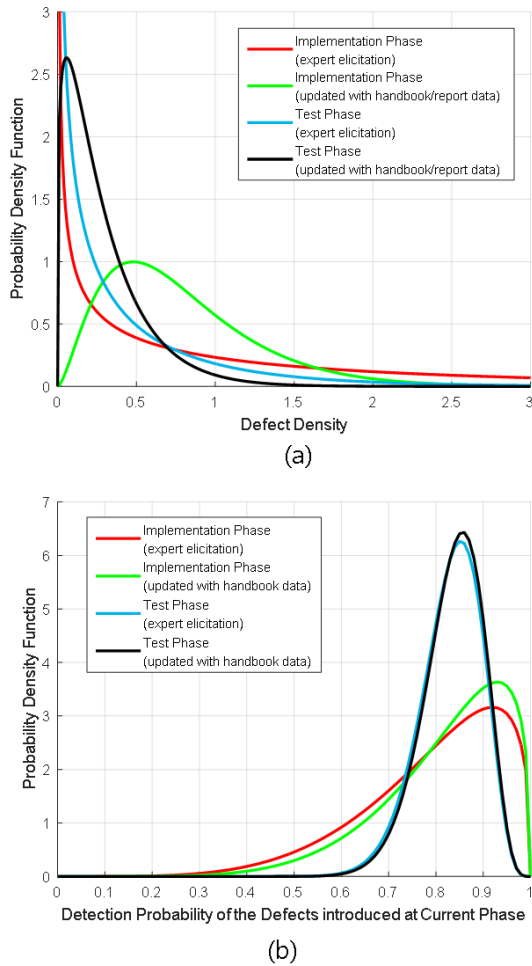 3
2.5
2
1.5
1
0.5
0
Probability Density Function
Implementation Phase
(expert elicitation)
Implementation Phase
(updated with handbook/report data)
Test Phase
(expert elicitation)
Test Phase
(updated with handbook/report data)
0 0.5 1 1.5 2 2.5 3
Defect Density
(a)
7
6
5
4
3
2
1
0
Probability Density Function
Implementation Phase
(expert elicitation)
Implementation Phase
(updated with handbook data)
Test Phase
(expert elicitation)
Test Phase
(updated with handbook data)
0 0.1 0.2 0.3 0.4 0.5 0.6 0.7 0.8 0.9 1
Detection Probability of the Defects introduced at Current Phase
(b)